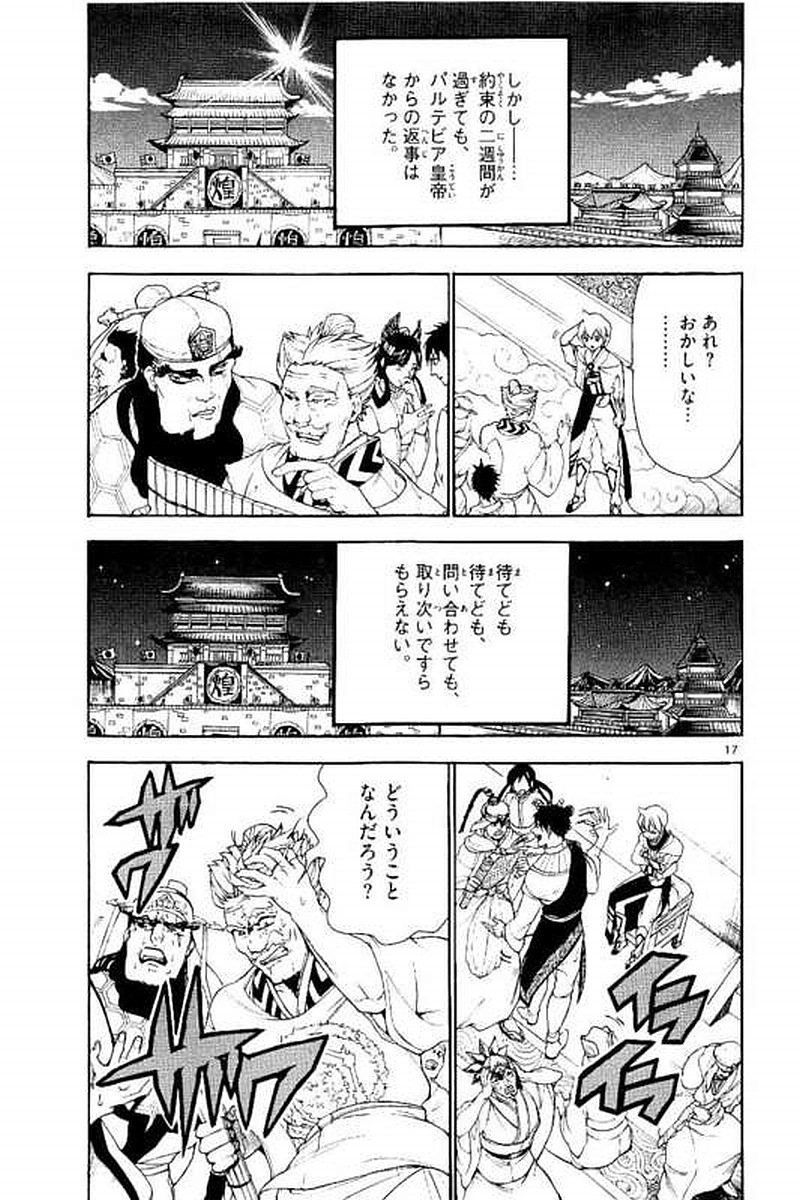 しかし――…
約束の二週間が
過ぎても、
パルテビア皇帝
からの返事は
なかった。
煌
あれ?
おかしいな…
………
待てども
待てども、
問い合わせても、
取り次いですら
もらえない。
煌
17
イラ
イラ
どういうこと
なんだろう?
ザワ
ザワ